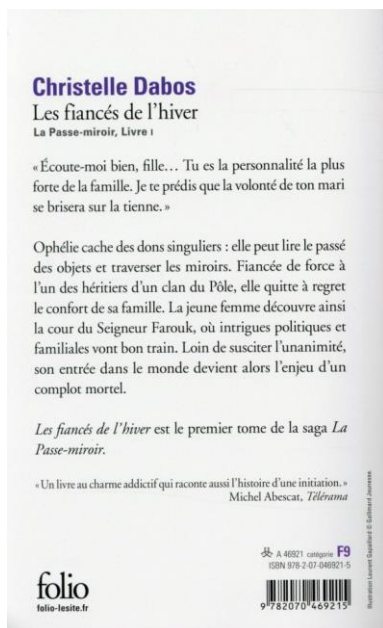 Christelle Dabos
Les fiancés de l'hiver
La Passe-miroir, Livre I
« Écoute-moi bien, fille… Tu es la personnalité la plus
forte de la famille. Je te prédis que la volonté de ton mari
se brisera sur la tienne. »
Ophélie cache des dons singuliers : elle peut lire le passé
des objets et traverser les miroirs. Fiancée de force à
l'un des héritiers d'un clan du Pôle, elle quitte à regret
le confort de sa famille. La jeune femme découvre ainsi
la cour du Seigneur Farouk, où intrigues politiques et
familiales vont bon train. Loin de susciter l'unanimité,
son entrée dans le monde devient alors l'enjeu d'un
complot mortel.
Les fiancés de l'hiver est le premier tome de la saga La
Passe-miroir.
« Un livre au charme addictif qui raconte aussi l'histoire d'une initiation. »
Michel Abescat, Télérama
A 46921 catégorie F9
ISBN 978-2-07-046921-5
folio
folio-lesite.fr
9 782070 469215
Illustration Laurent Gapaillard © Gallimard Jeunesse.